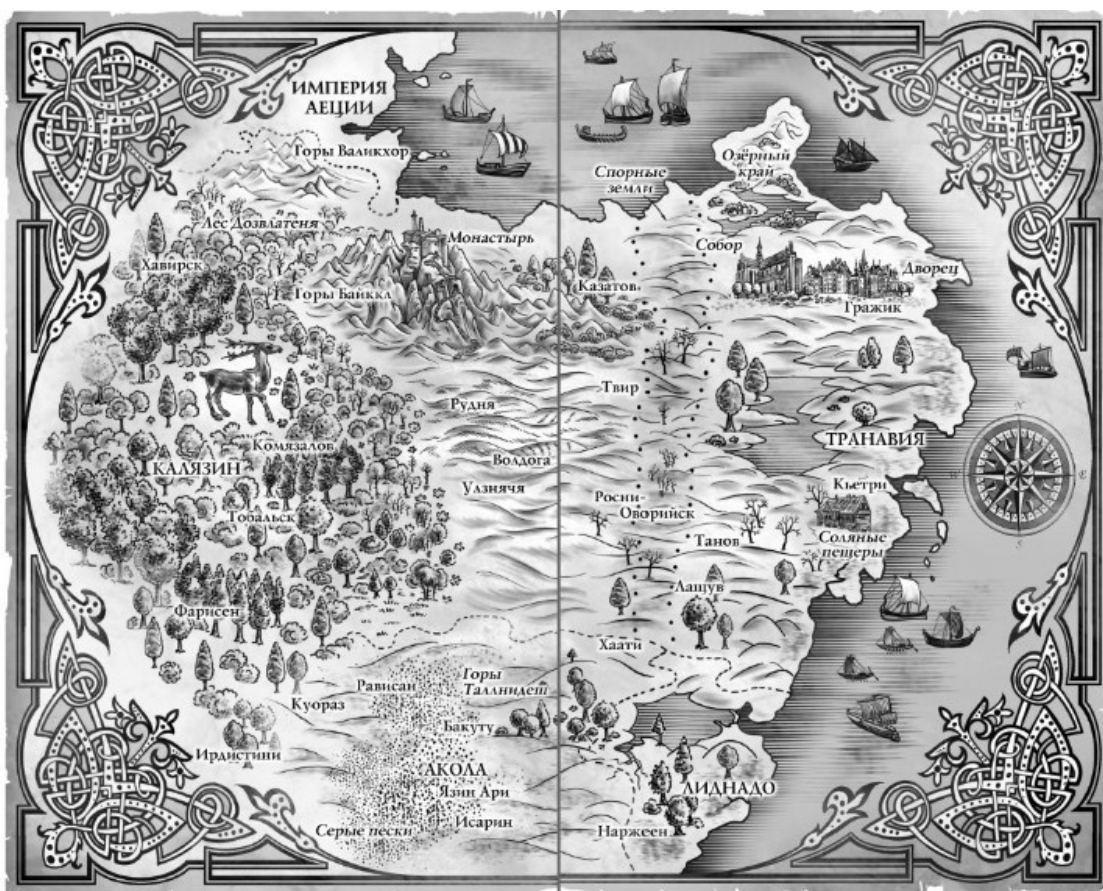 ИМПЕРИЯ
АЕЦИИ
Горы Валикхор
Озёрный
край
Спорные
земли
Лес Дозвлатеня
Монастырь
Собор
Хавирск
Дворец
Горы Байккл
Казатов
Гражик
Твир
Рудня
Комязалов
ТРАНАВИЯ
Волдога
КАЛЯЗИН
Улзнячя
Кьетри
Росни-
Оворийск
Тобальск
Соляные
пещеры
Танов
Лащув
Фарисен
Хаати
Горы
Таллнидеш
Рависан
Куораз
Бакуту
Ирдистини
АКОЛА
Язин Ари
ЛИДНАДО
Исарин
Серые пески
Наржеен
N
W
E
S